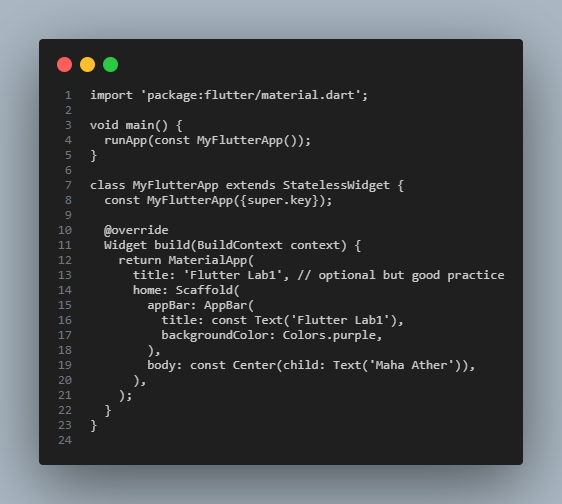 1 import 'package:flutter/material.dart';
2
3 void main() {
4   runApp(const MyFlutterApp());
5 }
6
7 class MyFlutterApp extends StatelessWidget {
8   const MyFlutterApp({super.key});
9
10   @override
11   Widget build(BuildContext context) {
12     return MaterialApp(
13       title: 'Flutter Lab1', // optional but good practice
14       home: Scaffold(
15         appBar: AppBar(
16           title: const Text('Flutter Lab1'),
17           backgroundColor: Colors.purple,
18         ),
19         body: const Center(child: Text('Maha Ather')),
20       ),
21     );
22   }
23 }
24